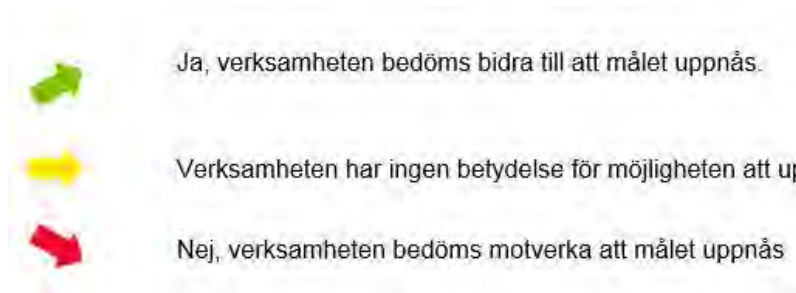 Ja, verksamheten bedöms bidra till att målet uppnås.
Verksamheten har ingen betydelse för möjligheten att
Nej, verksamheten bedöms motverka att målet uppnås